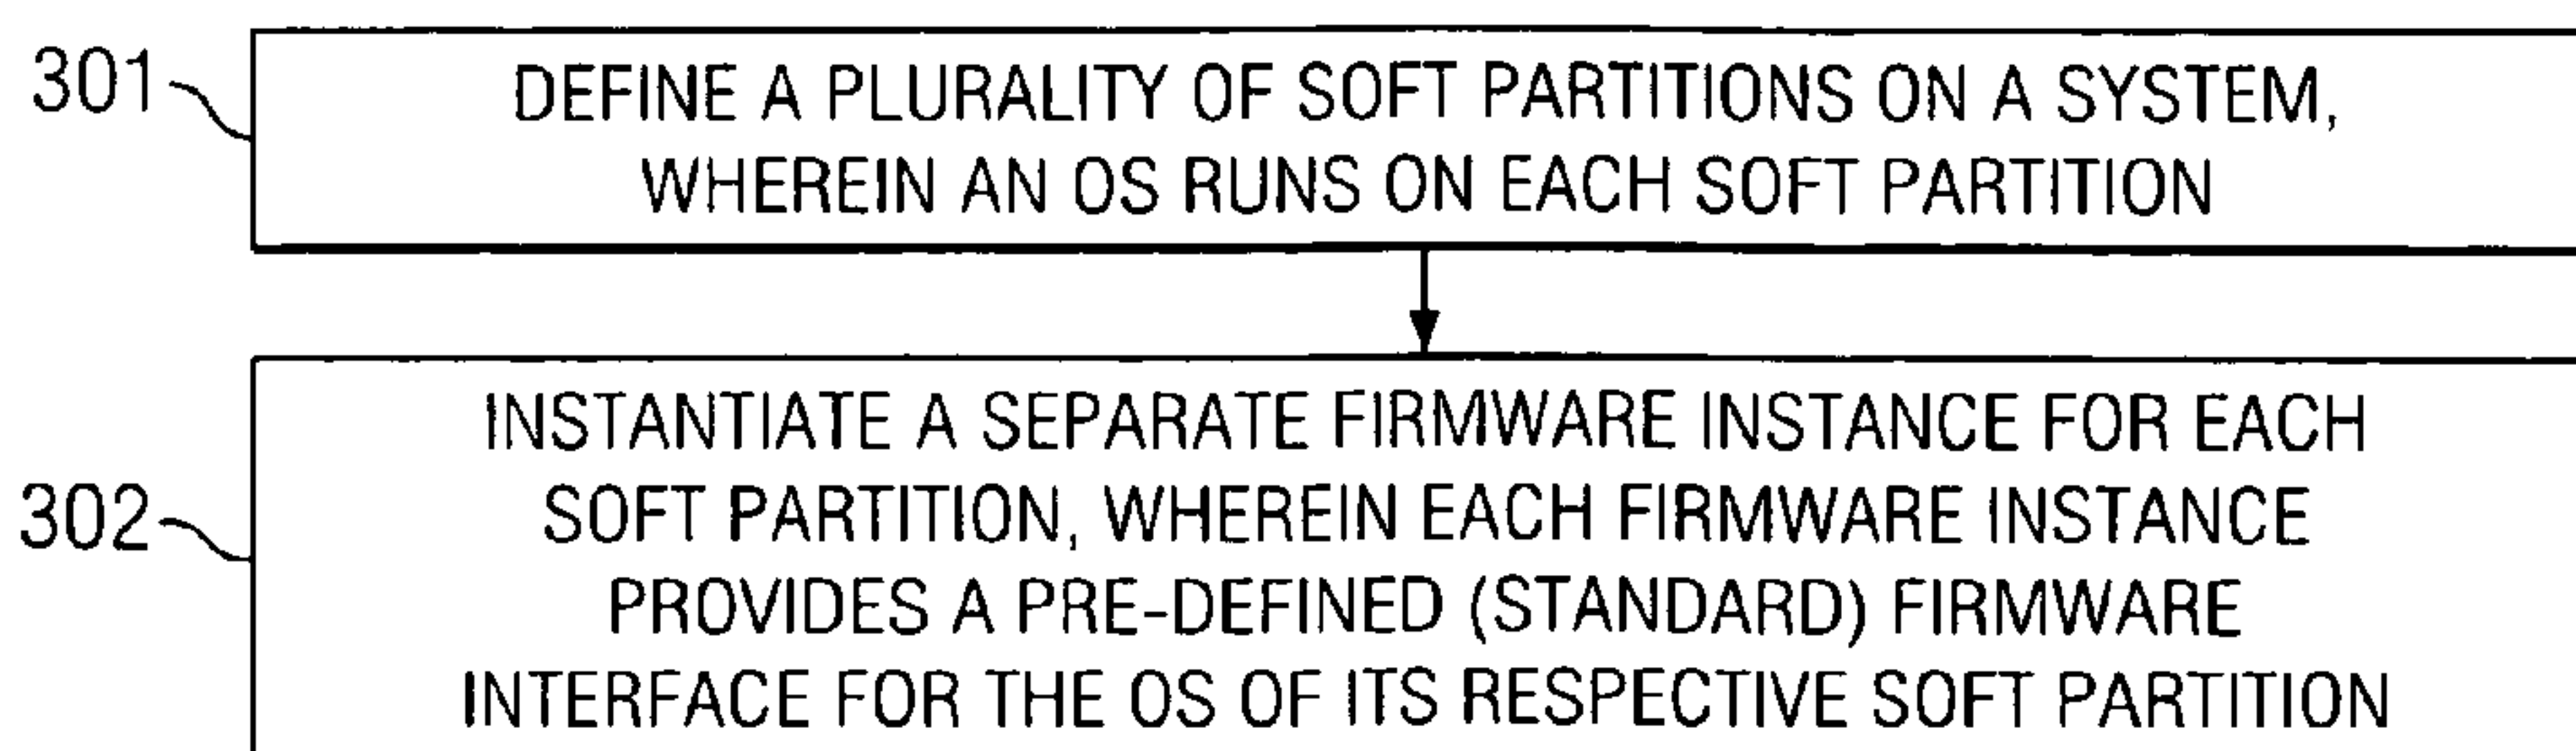 301
DEFINE A PLURALITY OF SOFT PARTITIONS ON A SYSTEM,
WHEREIN AN OS RUNS ON EACH SOFT PARTITION
302
INSTANTIATE A SEPARATE FIRMWARE INSTANCE FOR EACH
SOFT PARTITION, WHEREIN EACH FIRMWARE INSTANCE
PROVIDES A PRE-DEFINED (STANDARD) FIRMWARE
INTERFACE FOR THE OS OF ITS RESPECTIVE SOFT PARTITION